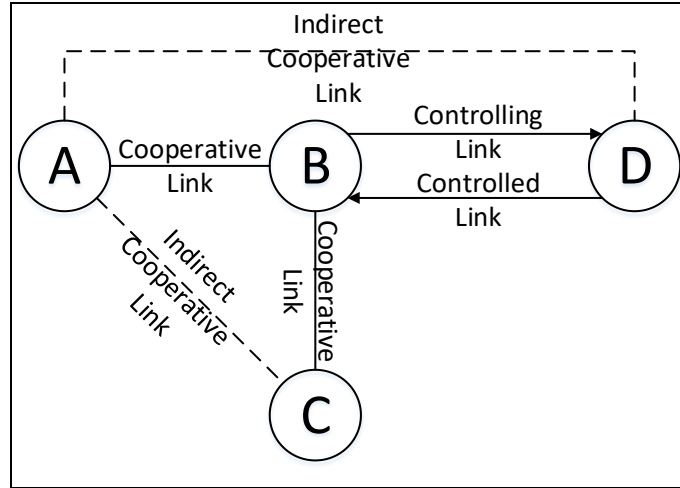 Indirect
Cooperative
Link
A
Cooperative
Link
B
Controlling
Link
Controlled
Link
D
Indirect
Cooperative
Link
Cooperative
Link
C